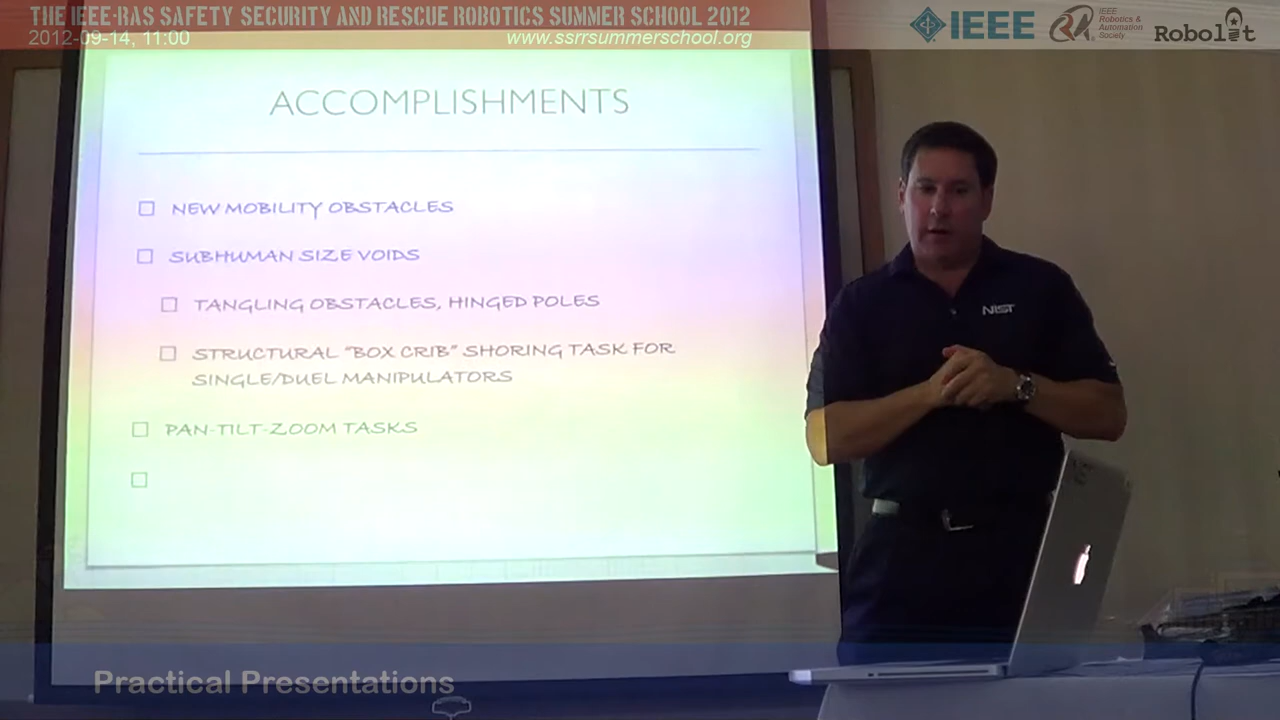 THE IEEE-RAS SAFETY SECURITY AND RESCUE ROBOTICS SUMMER SCHOOL 2012
2012-09-14, 11:00
www.ssrrsummerschool.org
IEEE
IEEE
Robotics &
Automation
Society
Robolit
ACCOMPLISHMENTS
NEW MOBILITY OBSTACLES
SUBHUMAN SIZE VOIDS
TANGLING OBSTACLES, HINGED POLES
STRUCTURAL "BOX CRIB" SHORING TASK FOR
SINGLE/DUEL MANIPULATORS
PAN-TILT-ZOOM TASKS
NIST
Practical Presentations